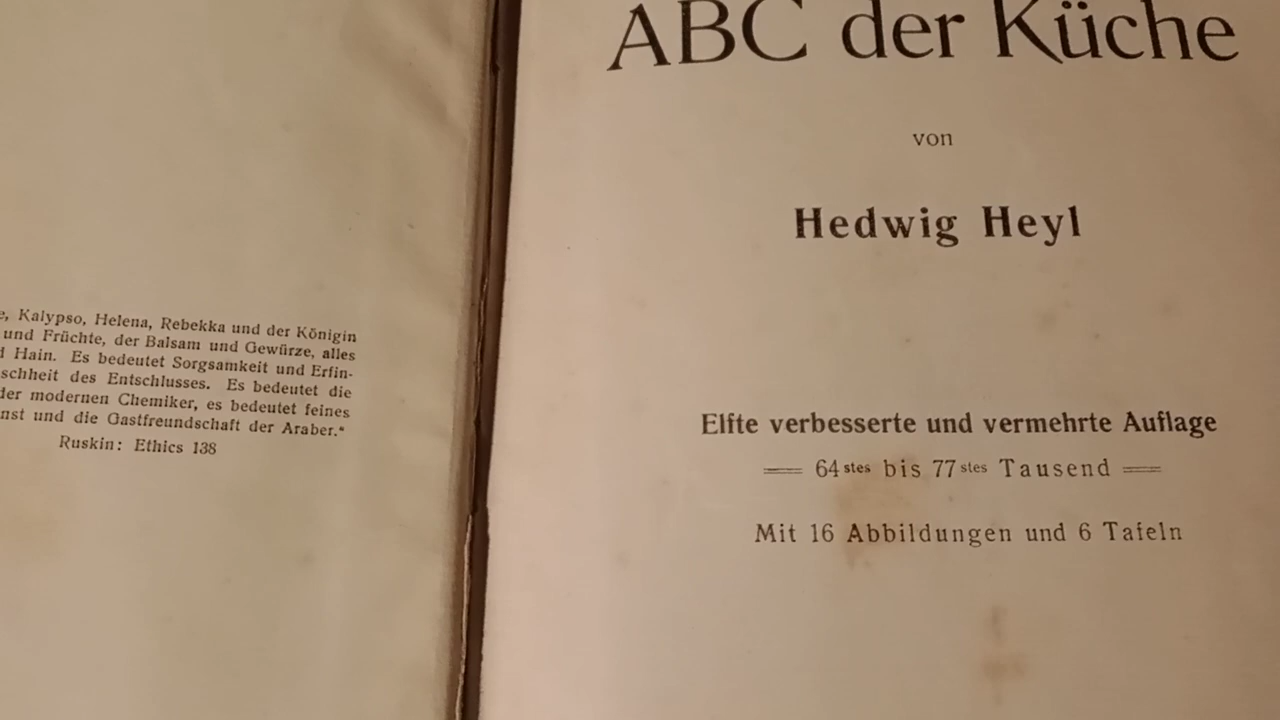 Kalypso, Helena, Rebekka und der Königin
und Früchte, der Balsam und Gewürze, alles
Hain. Es bedeutet Sorgsamkeit und Erfin-
schheit des Entschlusses. Es bedeutet die
der modernen Chemiker, es bedeutet feines
nst und die Gastfreundschaft der Araber.“
Ruskin: Ethics 138
ABC der Küche
von
Hedwig Heyl
Elfte verbesserte und vermehrte Auflage
64stes bis 77stes Tausend
Mit 16 Abbildungen und 6 Tafeln